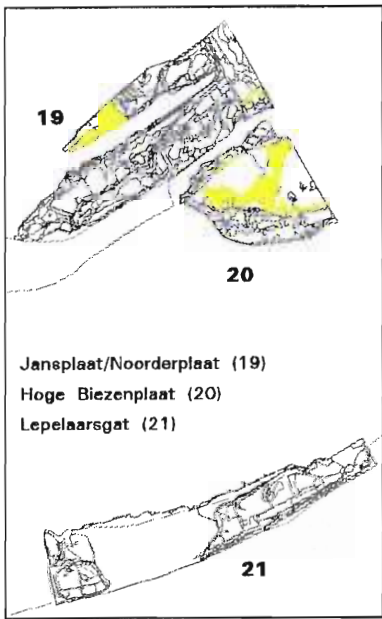 19
20
Jansplaat/Noorderplaat (19)
Hoge Biezenplaat (20)
Lepelaarsgat (21)
21